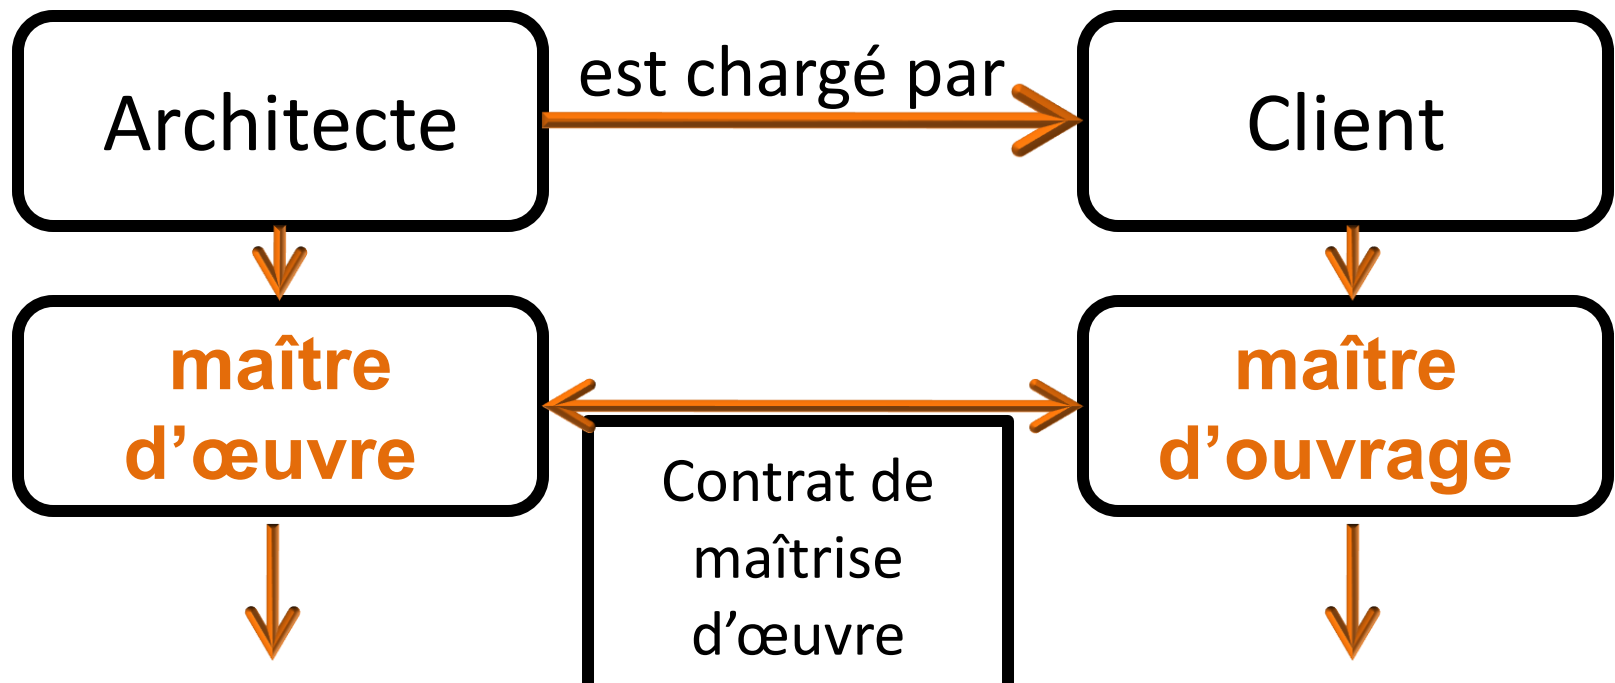 Architecte
est chargé par
Client
maître
d’œuvre
maître
d’ouvrage
Contrat de
maîtrise
d’œuvre